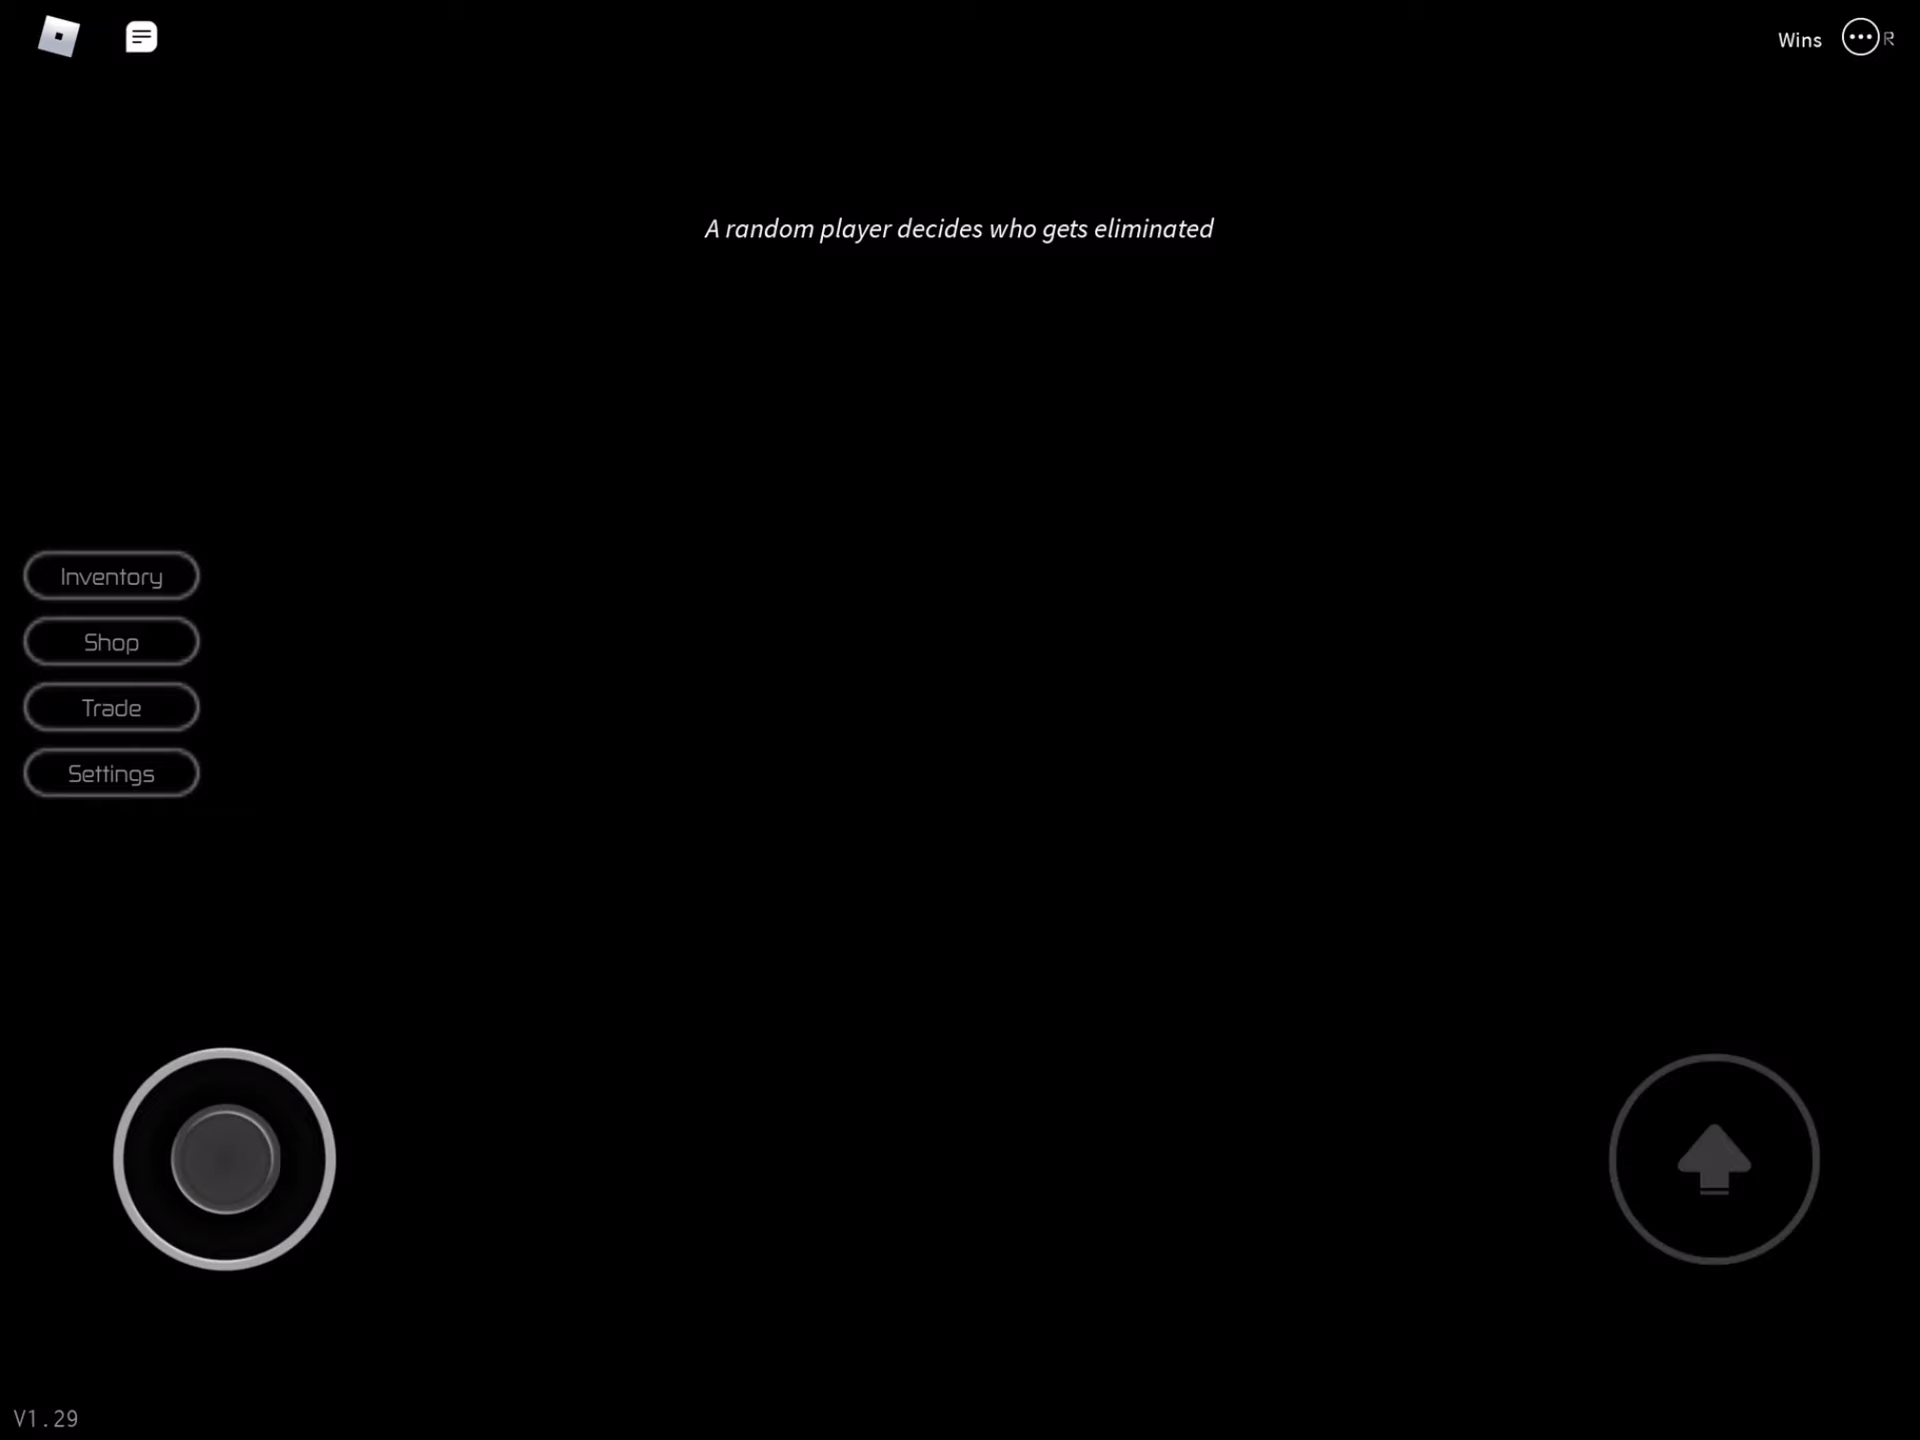 Wins
R
A random player decides who gets eliminated
Inventory
Shop
Trade
Settings
V1.29